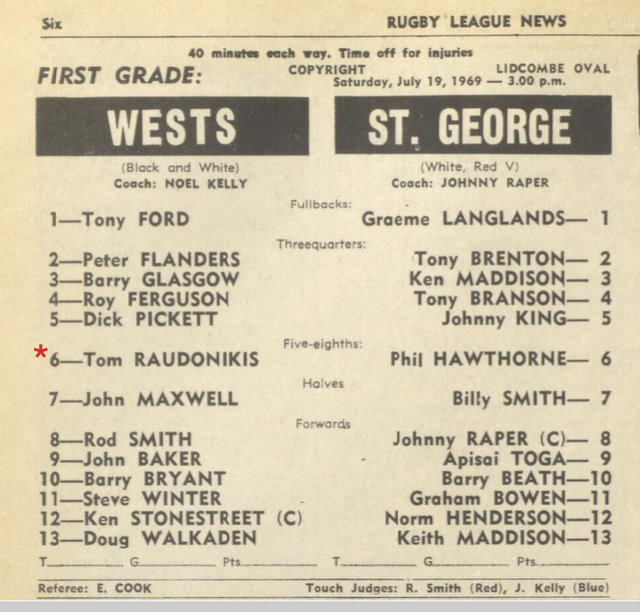 Six RUGBY LEAGUE NEWS
40 minutes each way. Time off for injuries
FIRST GRADE: COPYRIGHT LIDCOMBE OVAL
Saturday, July 19, 1969 — 3.00 p.m.
WESTS ST. GEORGE
(Black and White) (White, Red V)
Coach: NOEL KELLY Coach: JOHNNY RAPER
Fullbacks:
1—Tony FORD Graeme LANGLANDS— 1
Threequarters:
2—Peter FLANDERS Tony BRENTON— 2
3—Barry GLASGOW Ken MADDISON— 3
4—Roy FERGUSON Tony BRANSON— 4
5—Dick PICKETT Johnny KING— 5
Five-eighths:
*6—Tom RAUDONIKIS Phil HAWTHORNE— 6
Halves
7—John MAXWELL Billy SMITH— 7
Forwards
8—Rod SMITH Johnny RAPER (C)— 8
9—John BAKER Apisai TOGA— 9
10—Barry BRYANT Barry BEATH—10
11—Steve WINTER Graham BOWEN—11
12—Ken STONESTREET (C) Norm HENDERSON—12
13—Doug WALKADEN Keith MADDISON—13
T.................... G.................... Pts.................... T.................... G.................... Pts....................
Referee: E. COOK Touch Judges: R. Smith (Red), J. Kelly (Blue)